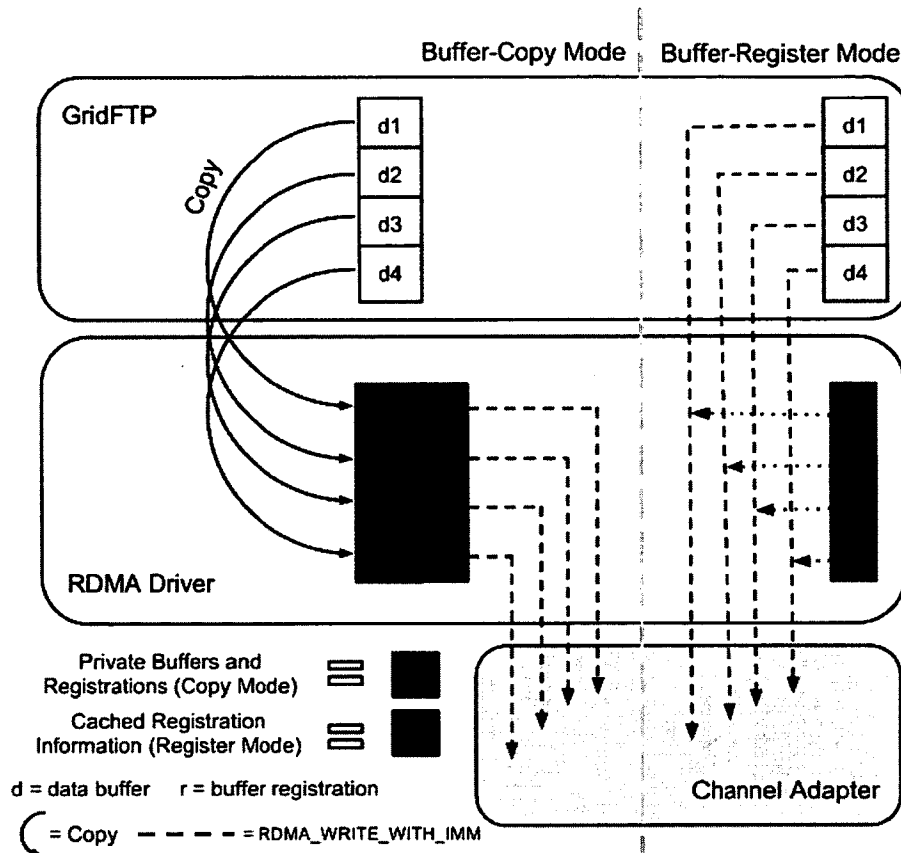 Buffer-Copy Mode
Buffer-Register Mode
GridFTP
d1
d2
d3
d4
Copy
d1
d2
d3
d4
RDMA Driver
Private Buffers and
Registrations (Copy Mode)
=
Cached Registration
Information (Register Mode)
=
d = data buffer r = buffer registration
= Copy = RDMA_WRITE_WITH_IMM
Channel Adapter